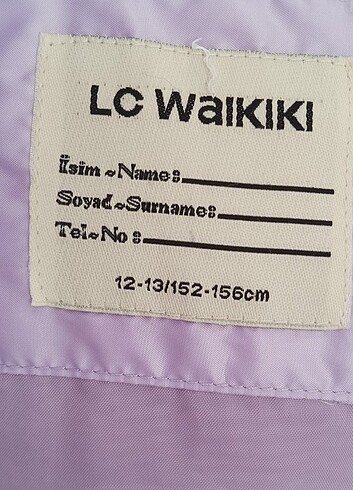 LC WaIKIKI
İsim ~Name:
Soyad~Surname:
Tel~No :
12-13/152-156cm